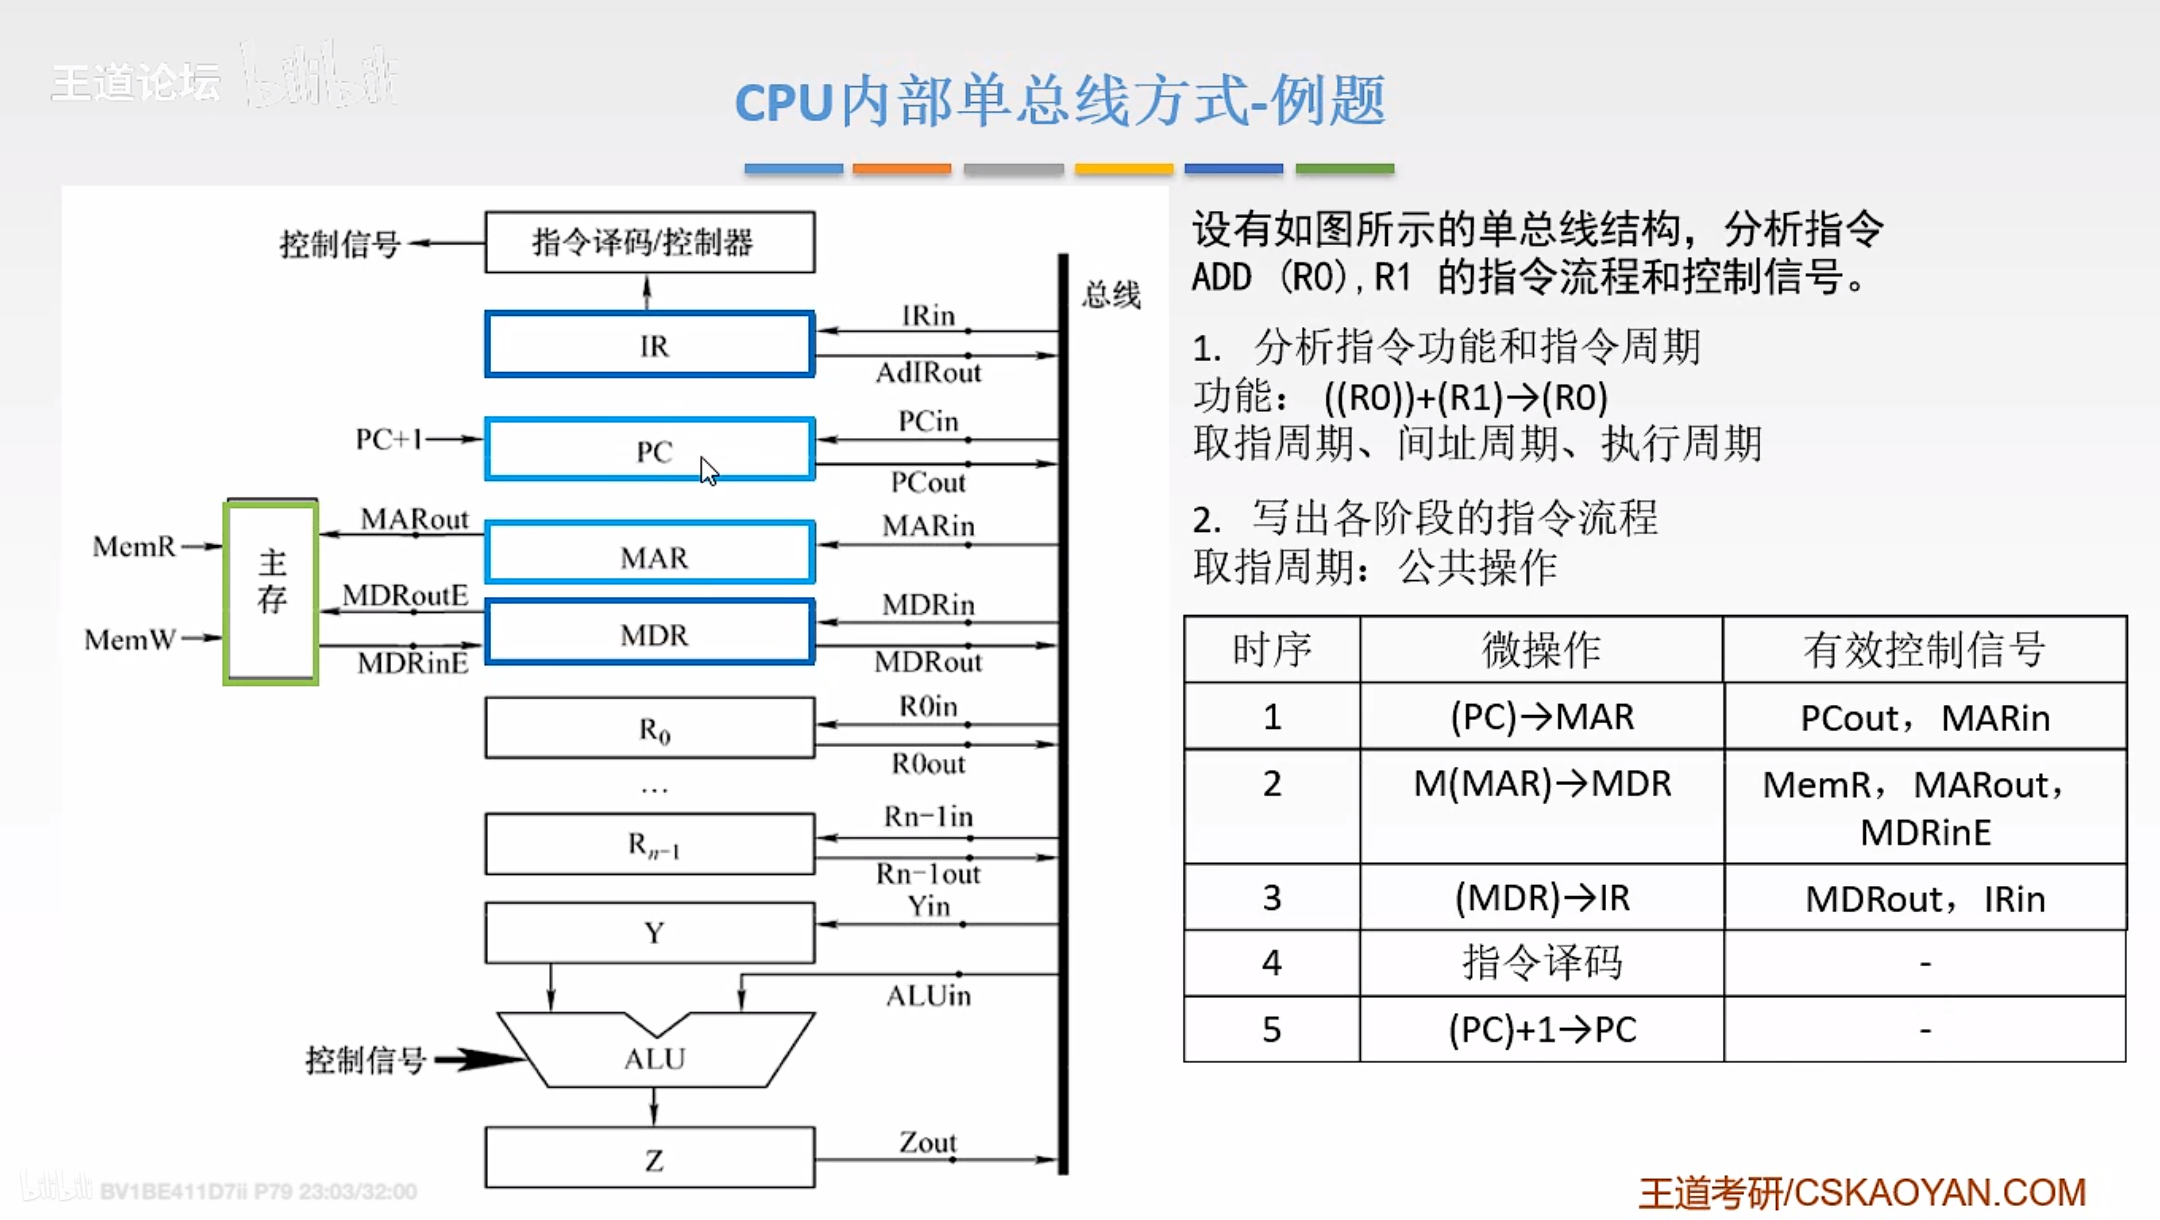 王道论坛 bilibili
CPU内部单总线方式-例题
控制信号
指令译码/控制器
总线
IRin
IR
AdIRout
PCin
PC+1
PC
PCout
MARout
MARin
MemR
主存
MAR
MDRoutE
MDRin
MemW
MDR
MDRinE
MDRout
R0in
R₀
R0out
...
Rn-1in
Rₙ₋₁
Rn-1out
Yin
Y
ALUin
控制信号
ALU
Zout
Z
设有如图所示的单总线结构，分析指令
ADD (R0),R1 的指令流程和控制信号。
1. 分析指令功能和指令周期
功能： ((R0))+(R1)→(R0)
取指周期、间址周期、执行周期
2. 写出各阶段的指令流程
取指周期：公共操作
时序 微操作 有效控制信号
1 (PC)→MAR PCout，MARin
2 M(MAR)→MDR MemR，MARout，
MDRinE
3 (MDR)→IR MDRout，IRin
4 指令译码 -
5 (PC)+1→PC -
bilibili BV1BE411D7ii P79 23:03/32:00
王道考研/CSKAOYAN.COM